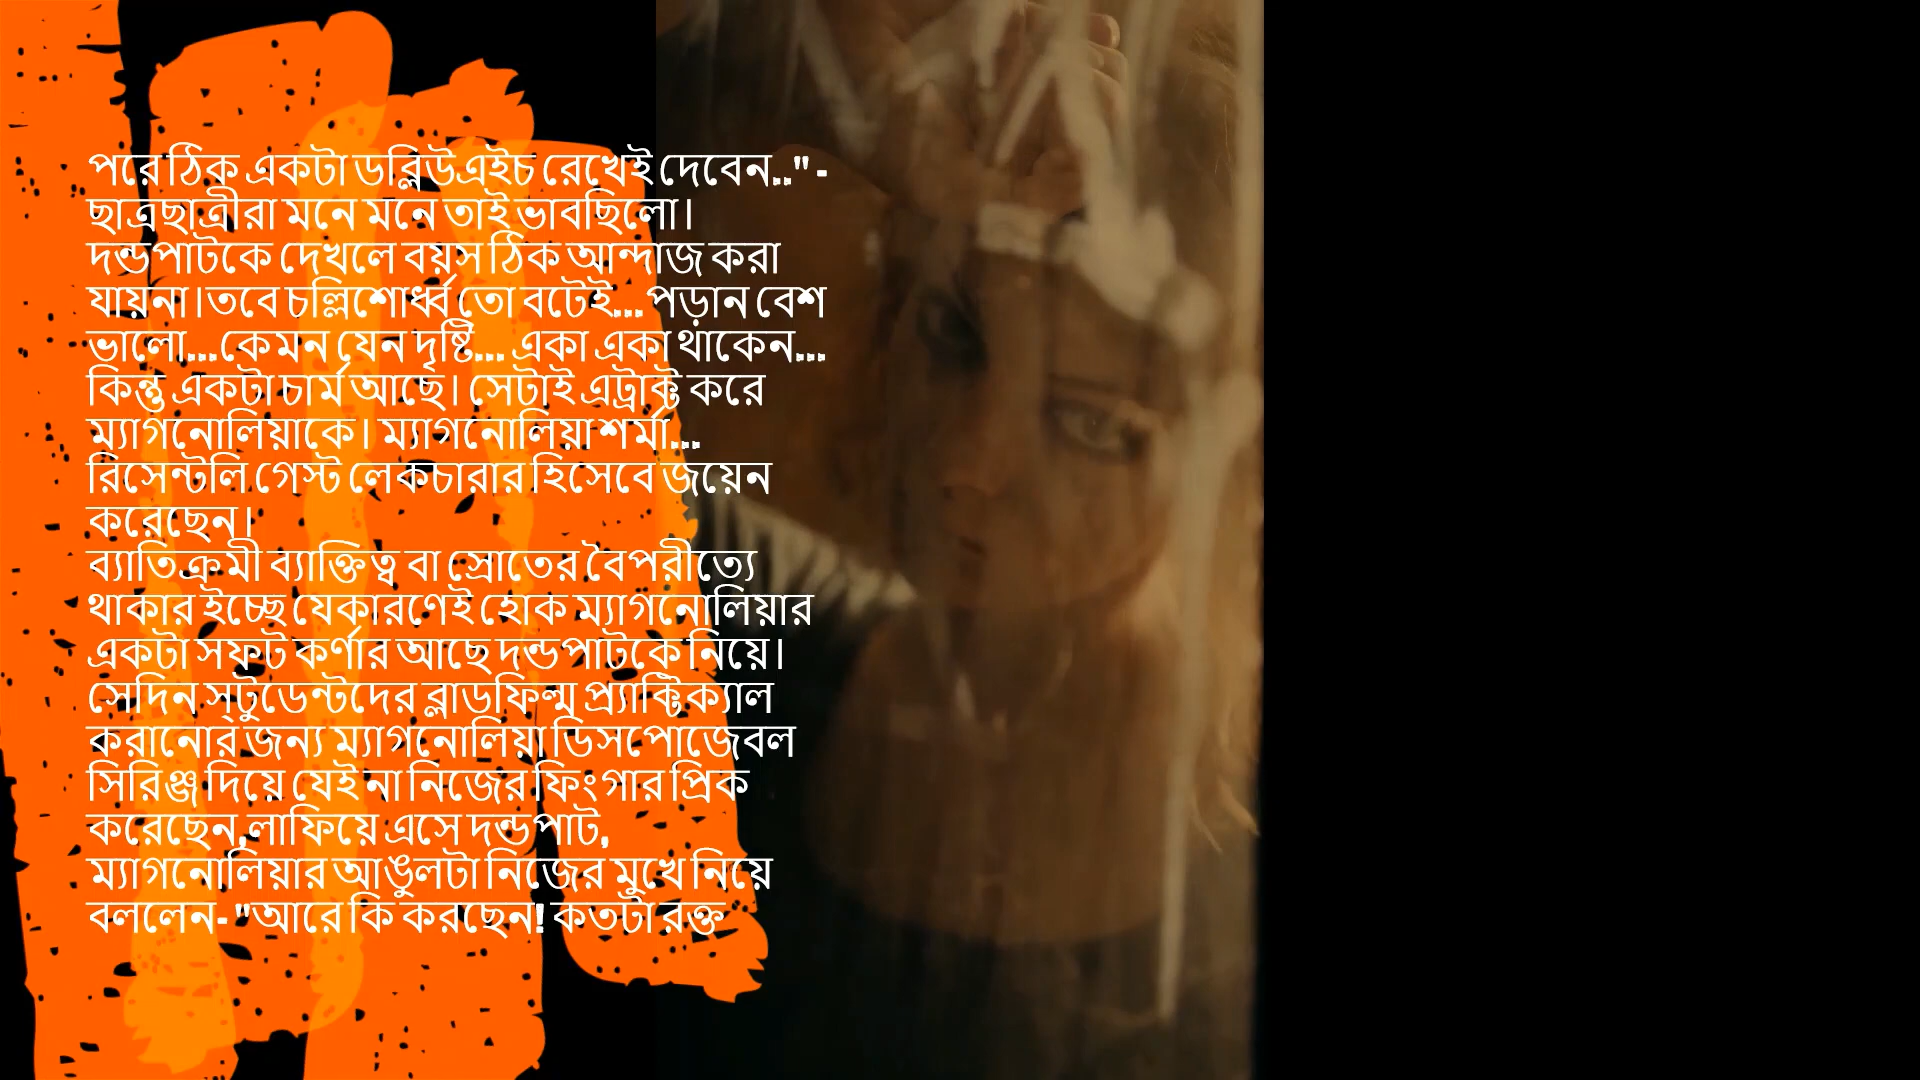 পরে ঠিক একটা ডব্লিউএইচ রেখেই দেবেন.." -
ছাত্রছাত্রীরা মনে মনে তাই ভাবছিলো।
দন্ডপাটকে দেখলে বয়স ঠিক আন্দাজ করা
যায়না।তবে চল্লিশোর্ধ্ব তো বটেই... পড়ান বেশ
ভালো...কেমন যেন দৃষ্টি... একা একা থাকেন...
কিন্তু একটা চার্ম আছে। সেটাই এট্রাক্ট করে
ম্যাগনোলিয়াকে। ম্যাগনোলিয়া শর্মা...
রিসেন্টলি গেস্ট লেকচারার হিসেবে জয়েন
করেছেন।
ব্যাতিক্রমী ব্যাক্তিত্ব বা স্রোতের বৈপরীত্যে
থাকার ইচ্ছে যেকারণেই হোক ম্যাগনোলিয়ার
একটা সফট কর্ণার আছে দন্ডপাটকে নিয়ে।
সেদিন স্টুডেন্টদের ব্লাডফিল্ম প্র্যাক্টিক্যাল
করানোর জন্য ম্যাগনোলিয়া ডিসপোজেবল
সিরিঞ্জ দিয়ে যেই না নিজের ফিংগার প্রিক
করেছেন,লাফিয়ে এসে দন্ডপাট,
ম্যাগনোলিয়ার আঙুলটা নিজের মুখে নিয়ে
বললেন- "আরে কি করছেন! কতটা রক্ত